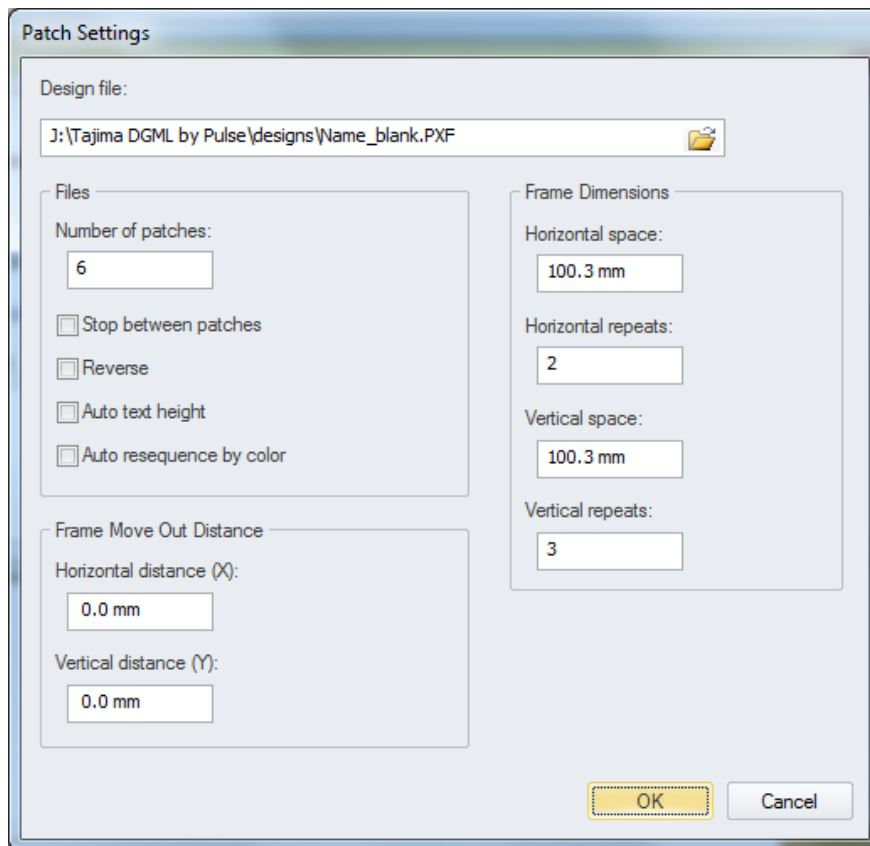 Patch Settings
Design file:
J:\Tajima DGML by Pulse\designs\Name_blank.PXF
Files
Number of patches:
6
Stop between patches
Reverse
Auto text height
Auto resequence by color
Frame Move Out Distance
Horizontal distance (X):
0.0 mm
Vertical distance (Y):
0.0 mm
Frame Dimensions
Horizontal space:
100.3 mm
Horizontal repeats:
2
Vertical space:
100.3 mm
Vertical repeats:
3
OK
Cancel